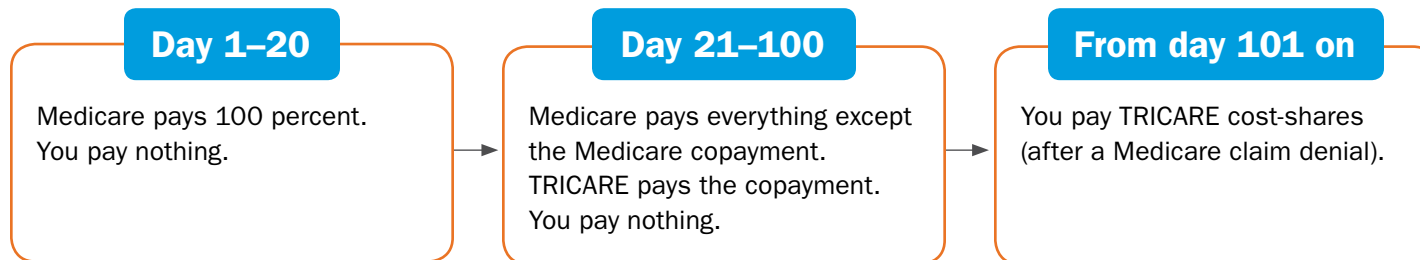 Day 1–20
Medicare pays 100 percent.
You pay nothing.
Day 21–100
Medicare pays everything except
the Medicare copayment.
TRICARE pays the copayment.
You pay nothing.
From day 101 on
You pay TRICARE cost-shares
(after a Medicare claim denial).